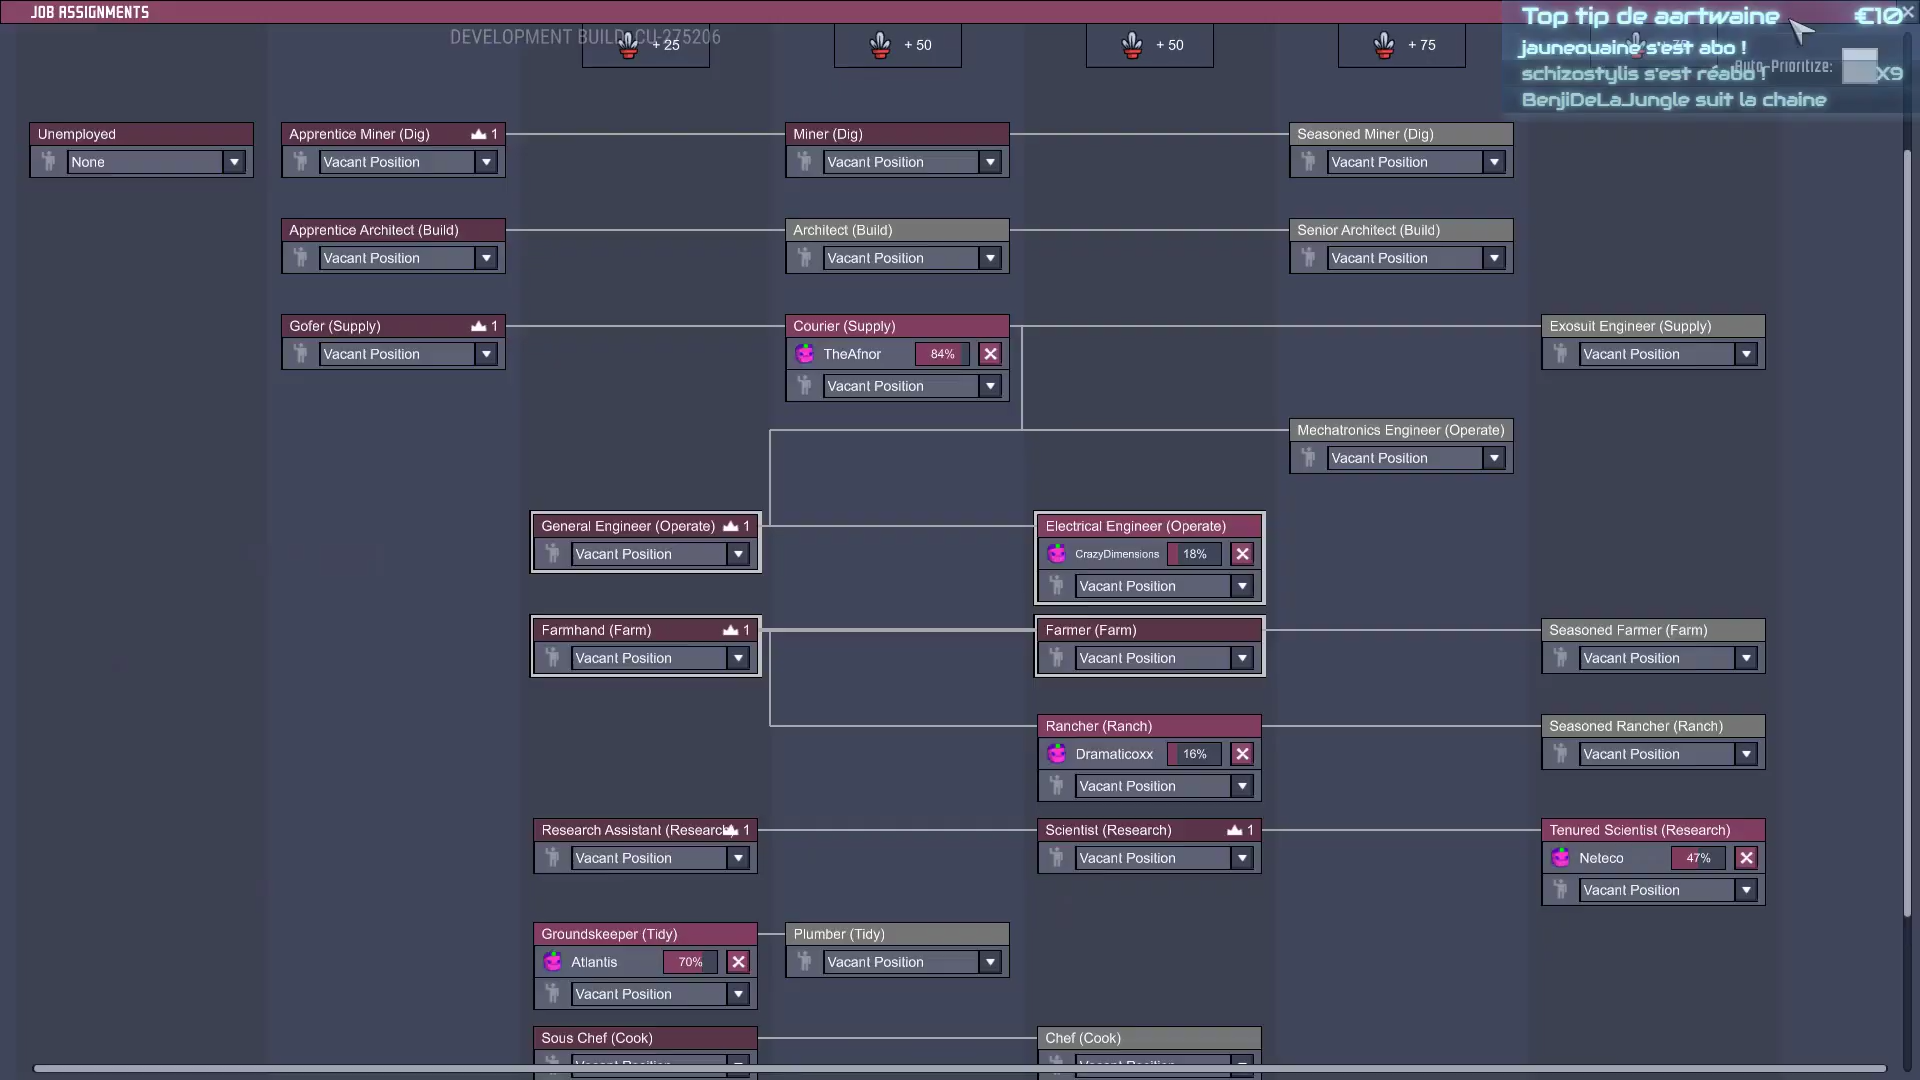 JOB ASSIGNMENTS
Top tip de aartwaine €10
jauneouaine s'est abo !
schizostylis s'est réabo ! X9
BenjiDeLaJungle suit la chaine
DEVELOPMENT BUILD CU-275206
+ 25
+ 50
+ 50
+ 75
Auto-Prioritize:
Unemployed
None
Apprentice Miner (Dig) 1
Vacant Position
Miner (Dig)
Vacant Position
Seasoned Miner (Dig)
Vacant Position
Apprentice Architect (Build)
Vacant Position
Architect (Build)
Vacant Position
Senior Architect (Build)
Vacant Position
Gofer (Supply) 1
Vacant Position
Courier (Supply)
TheAfnor 84%
Vacant Position
Exosuit Engineer (Supply)
Vacant Position
Mechatronics Engineer (Operate)
Vacant Position
General Engineer (Operate) 1
Vacant Position
Electrical Engineer (Operate)
CrazyDimensions 18%
Vacant Position
Farmhand (Farm) 1
Vacant Position
Farmer (Farm)
Vacant Position
Seasoned Farmer (Farm)
Vacant Position
Rancher (Ranch)
Dramaticoxx 16%
Vacant Position
Seasoned Rancher (Ranch)
Vacant Position
Research Assistant (Research) 1
Vacant Position
Scientist (Research) 1
Vacant Position
Tenured Scientist (Research)
Neteco 47%
Vacant Position
Groundskeeper (Tidy)
Atlantis 70%
Vacant Position
Plumber (Tidy)
Vacant Position
Sous Chef (Cook)
Vacant Position
Chef (Cook)
Vacant Position